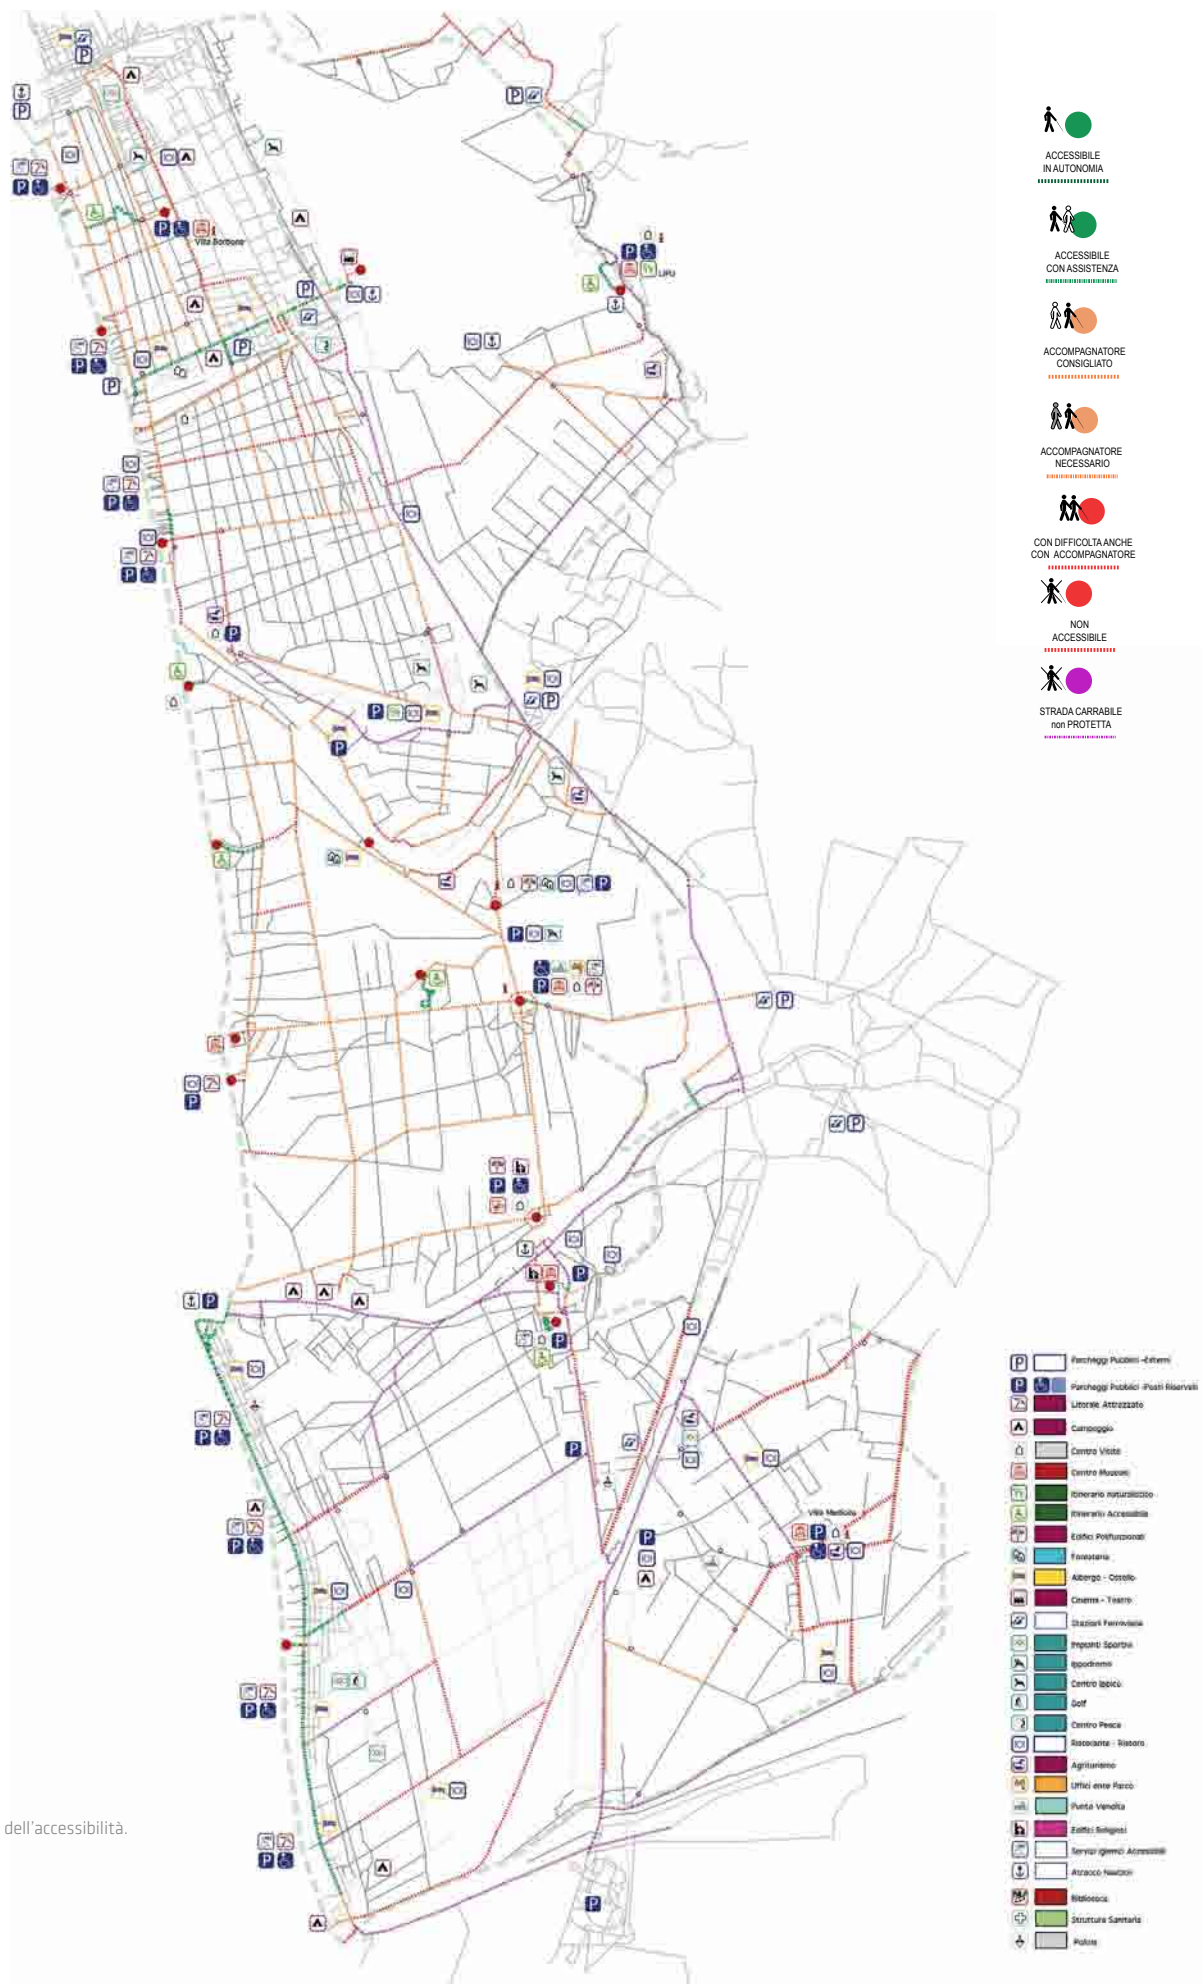 Villa Borbone
LIPU
ACCESSIBILE
IN AUTONOMIA
ACCESSIBILE
CON ASSISTENZA
ACCOMPAGNATORE
CONSIGLIATO
ACCOMPAGNATORE
NECESSARIO
CON DIFFICOLTA ANCHE
CON ACCOMPAGNATORE
NON
ACCESSIBILE
STRADA CARRABILE
non PROTETTA
Villa Medicea
dell'accessibilità.
P Parcheggi Pubblici -Esterni
P Parcheggi Pubblici -Posti Riservati
Litorale Attrezzato
Campeggio
Centro Visite
Centro Museale
Itinerario Naturalistico
Itinerario Accessibile
Edifici Polifunzionali
Foresteria
Albergo - Ostello
Cinema - Teatro
Stazioni Ferroviarie
Impianti Sportivi
Ippodromo
Centro Ippico
Golf
Centro Pesca
Ristorante - Ristoro
Agriturismo
Uffici ente Parco
Punto Vendita
Edifici Religiosi
Servizi igienici Accessibili
Attracco Nautico
Biblioteca
Struttura Sanitaria
Polizia